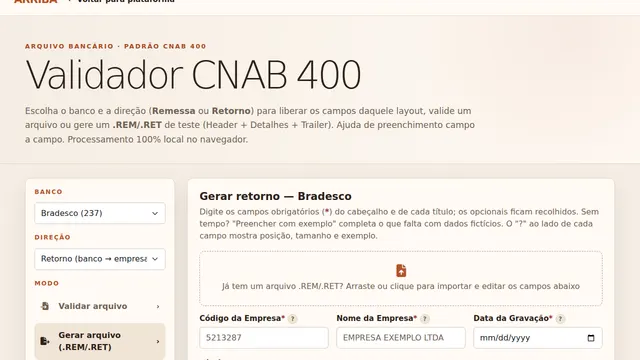 ARRIBA
Voltar para plataforma
ARQUIVO BANCÁRIO · PADRÃO CNAB 400
Validador CNAB 400
Escolha o banco e a direção (Remessa ou Retorno) para liberar os campos daquele layout, valide um
arquivo ou gere um .REM/.RET de teste (Header + Detalhes + Trailer). Ajuda de preenchimento campo
a campo. Processamento 100% local no navegador.
BANCO
Bradesco (237)
DIREÇÃO
Retorno (banco → empresa
MODO
Validar arquivo ›
Gerar arquivo
(.REM/.RET) ›
Gerar retorno — Bradesco
Digite os campos obrigatórios (*) do cabeçalho e de cada título; os opcionais ficam recolhidos. Sem
tempo? "Preencher com exemplo" completa o que falta com dados fictícios. O "?" ao lado de cada
campo mostra posição, tamanho e exemplo.
Já tem um arquivo .REM/.RET? Arraste ou clique para importar e editar os campos abaixo
Código da Empresa* ? Nome da Empresa* ? Data da Gravação* ?
5213287 EMPRESA EXEMPLO LTDA mm/dd/yyyy